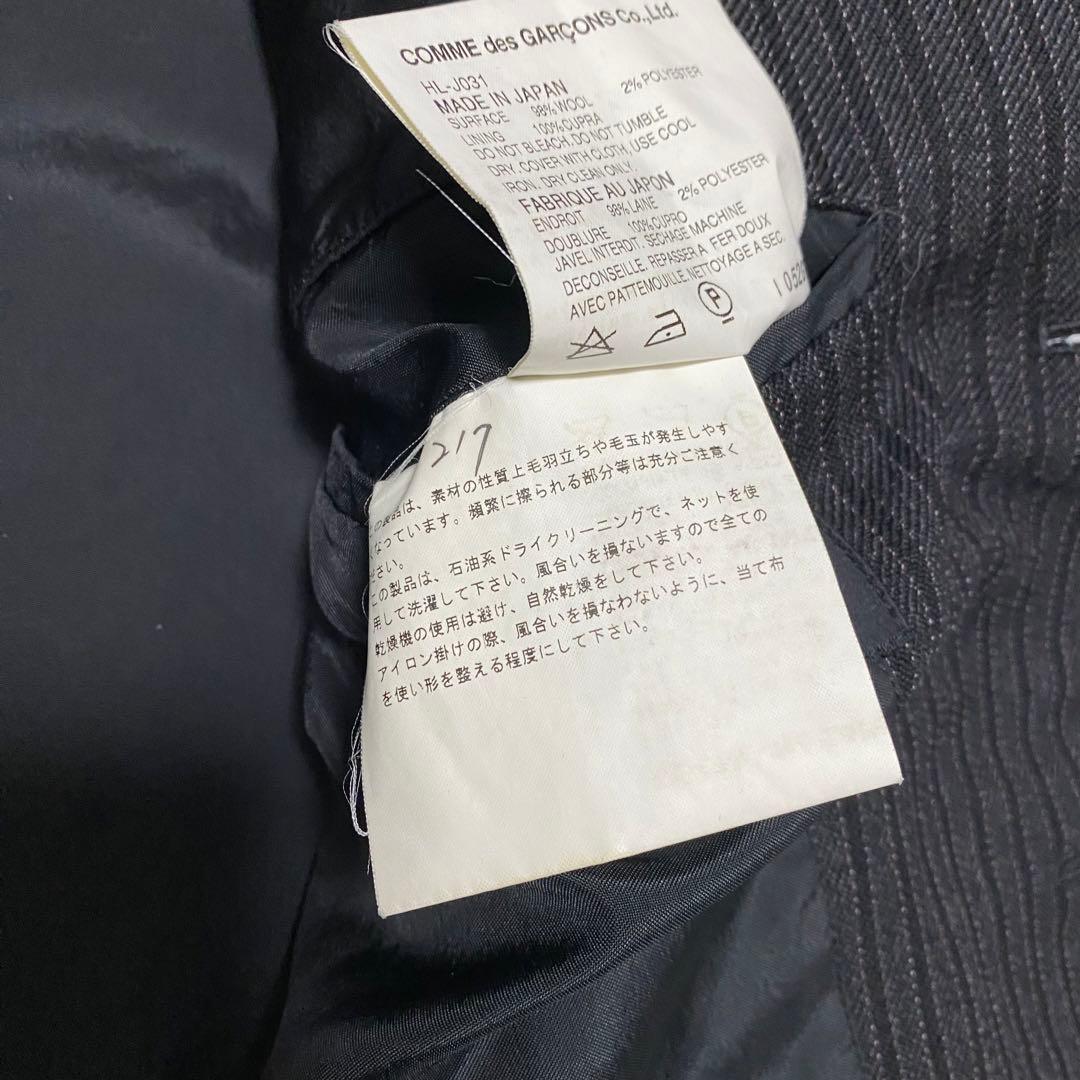 COMME des GARÇONS Co.,Ltd.
HL-J031
MADE IN JAPAN
SURFACE 98% WOOL 2% POLYESTER
LINING 100% CUPRA
DO NOT BLEACH. DO NOT TUMBLE
DRY. COVER WITH CLOTH, USE COOL
IRON. DRY CLEAN ONLY.
FABRIQUE AU JAPON
ENDROIT 98% LAINE 2% POLYESTER
DOUBLURE 100% CUPRO
JAVEL INTERDIT. SECHAGE MACHINE
DECONSEILLE. REPASSER A FER DOUX
AVEC PATTEMOUILLE. NETTOYAGE A SEC.
P
217
製品は、素材の性質上毛羽立ちや毛玉が発生しやす
なっています。頻繁に擦られる部分等は充分ご注意く
ださい。
この製品は、石油系ドライクリーニングで、ネットを使
用して洗濯して下さい。風合いを損ないますので全ての
乾燥機の使用は避け、自然乾燥をして下さい。
アイロン掛けの際、風合いを損なわないように、当て布
を使い形を整える程度にして下さい。